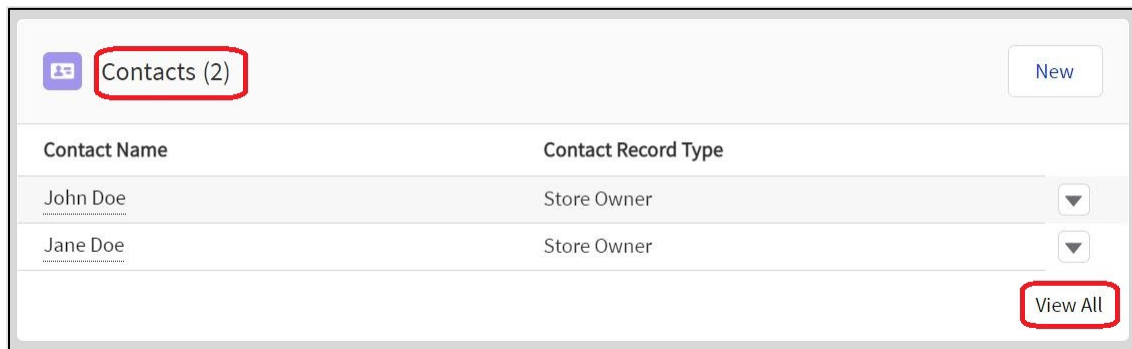 Contacts (2)
New
Contact Name Contact Record Type
John Doe Store Owner
Jane Doe Store Owner
View All